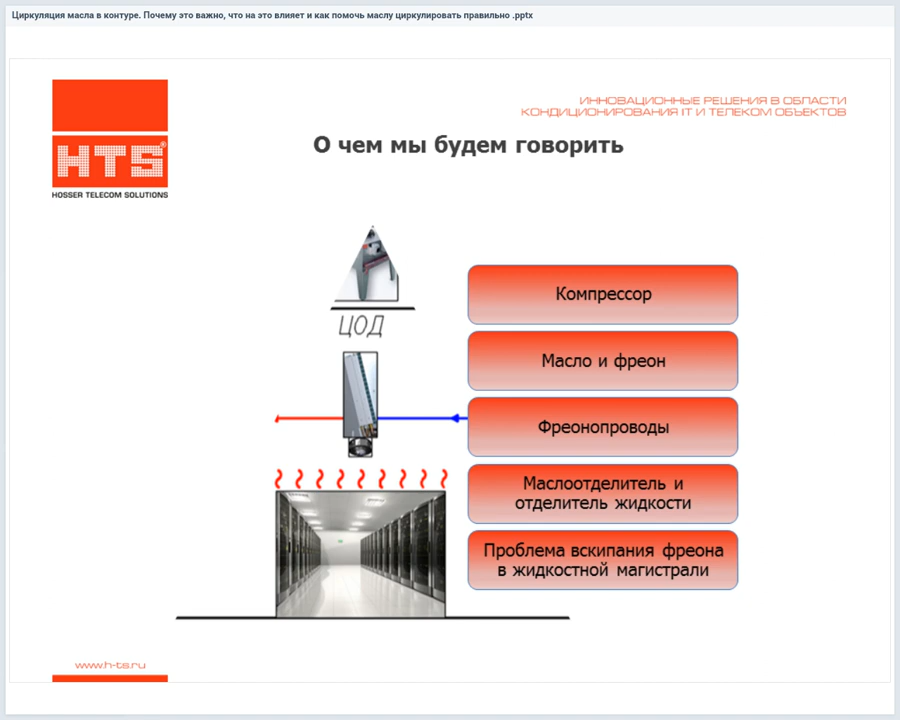 Циркуляция масла в контуре. Почему это важно, что на это влияет и как помочь маслу циркулировать правильно .pptx
ИННОВАЦИОННЫЕ РЕШЕНИЯ В ОБЛАСТИ
КОНДИЦИОНИРОВАНИЯ IT И ТЕЛЕКОМ ОБЪЕКТОВ
HTS®
HOSSER TELECOM SOLUTIONS
О чем мы будем говорить
ЦОД
Компрессор
Масло и фреон
Фреонопроводы
Маслоотделитель и
отделитель жидкости
Проблема вскипания фреона
в жидкостной магистрали
www.h-ts.ru